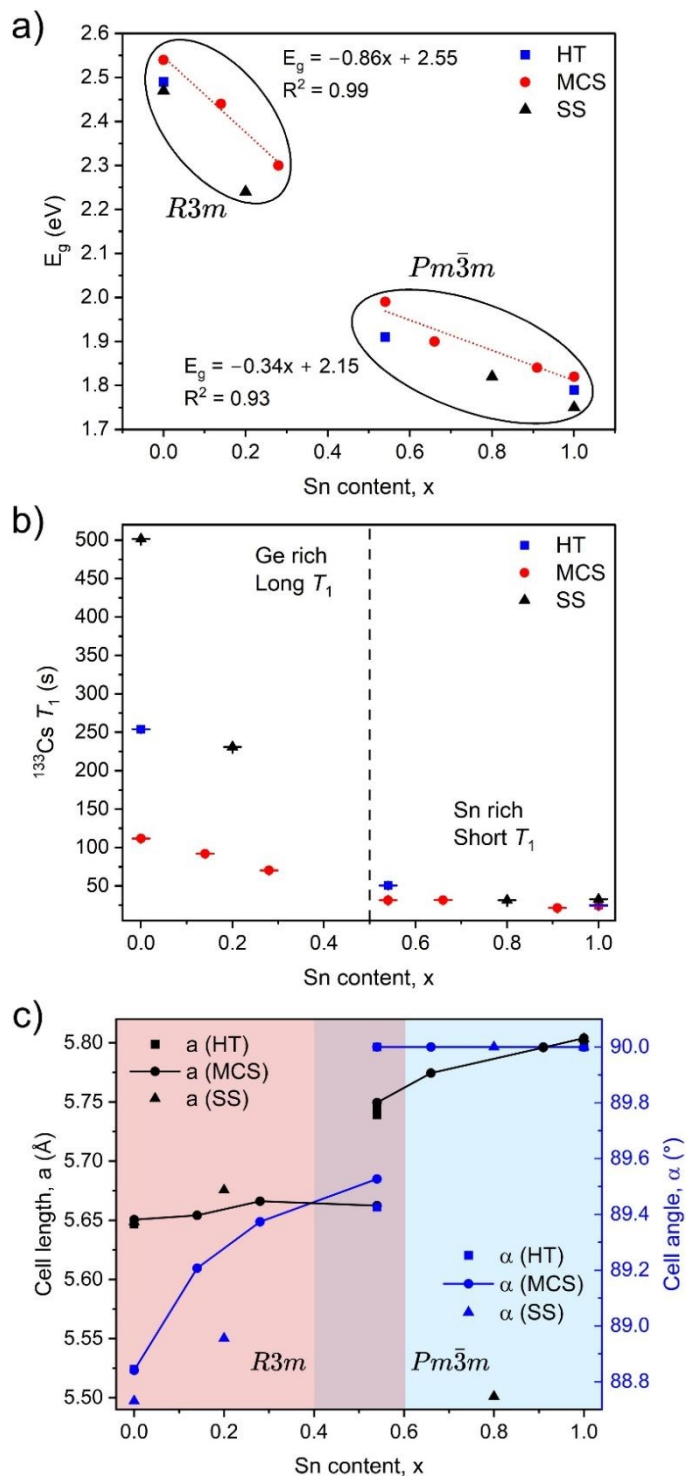 a)
2.6
2.5
2.4
2.3
2.2
2.1
2.0
1.9
1.8
1.7
E_g (eV)
E_g = −0.86x + 2.55
R² = 0.99
HT
MCS
SS
R3m
Pm3̄m
E_g = −0.34x + 2.15
R² = 0.93
0.0 0.2 0.4 0.6 0.8 1.0
Sn content, x
b)
500
450
400
350
300
250
200
150
100
50
¹³³Cs T₁ (s)
Ge rich
Long T₁
HT
MCS
SS
Sn rich
Short T₁
0.0 0.2 0.4 0.6 0.8 1.0
Sn content, x
c)
5.80
5.75
5.70
5.65
5.60
5.55
5.50
Cell length, a (Å)
a (HT)
a (MCS)
a (SS)
α (HT)
α (MCS)
α (SS)
R3m
Pm3̄m
90.0
89.8
89.6
89.4
89.2
89.0
88.8
Cell angle, α (°)
0.0 0.2 0.4 0.6 0.8 1.0
Sn content, x